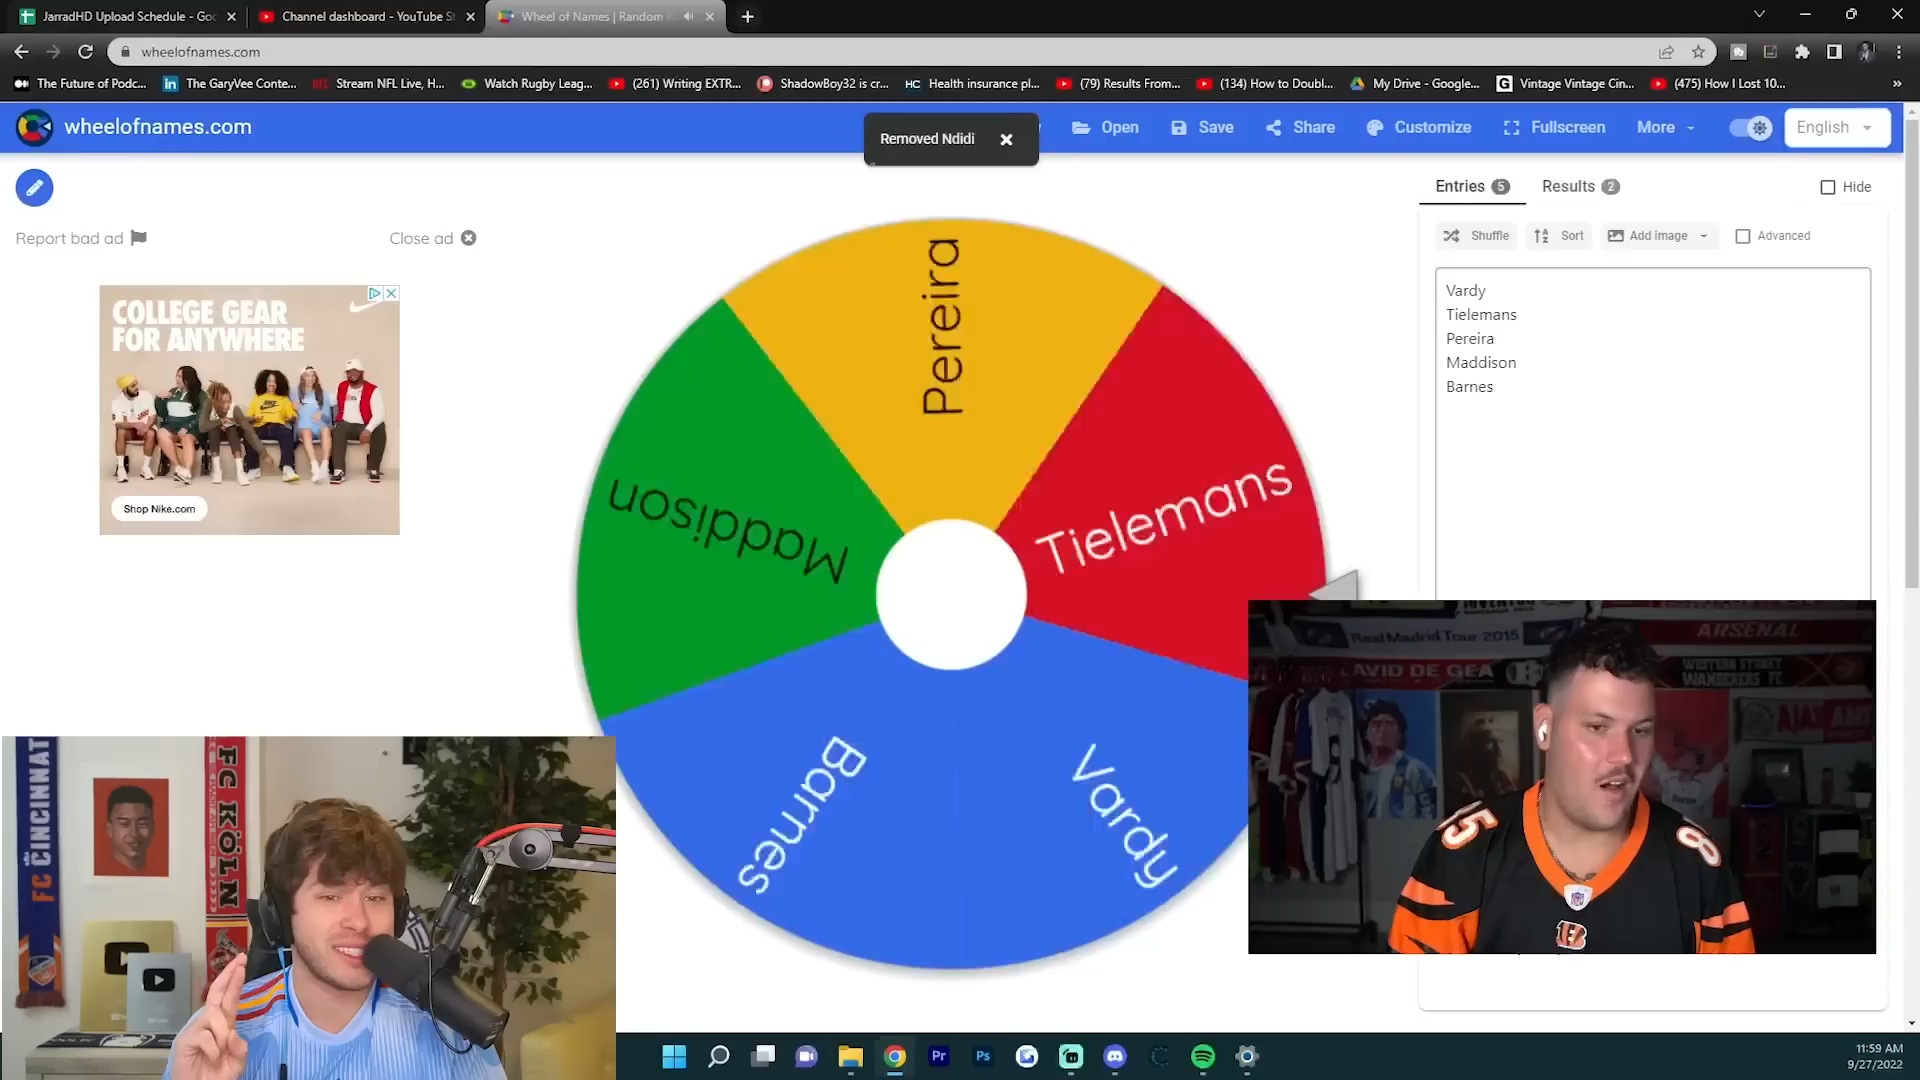 JarradHD Upload Schedule - Goo
Channel dashboard - YouTube St
Wheel of Names | Random
wheelofnames.com
The Future of Podc...
The GaryVee Conte...
Stream NFL Live, H...
Watch Rugby Leag...
(261) Writing EXTR...
ShadowBoy32 is cr...
HC Health insurance pl...
(79) Results From...
(134) How to Doubl...
My Drive - Google...
G Vintage Vintage Cin...
(475) How I Lost 10...
wheelofnames.com
Removed Ndidi
Open
Save
Share
Customize
Fullscreen
More
English
Entries 5
Results 2
Hide
Shuffle
Sort
Add image
Advanced
Report bad ad
Close ad
COLLEGE GEAR
FOR ANYWHERE
Shop Nike.com
Pereira
Tielemans
Maddison
Barnes
Vardy
Vardy
Tielemans
Pereira
Maddison
Barnes
Real Madrid Tour 2015
ARSENAL
DAVID DE GEA
WESTERN SYDNEY
WANDERERS FC
FC CINCINNAT
FC KÖLN
Pr
Ps
11:59 AM
9/27/2022